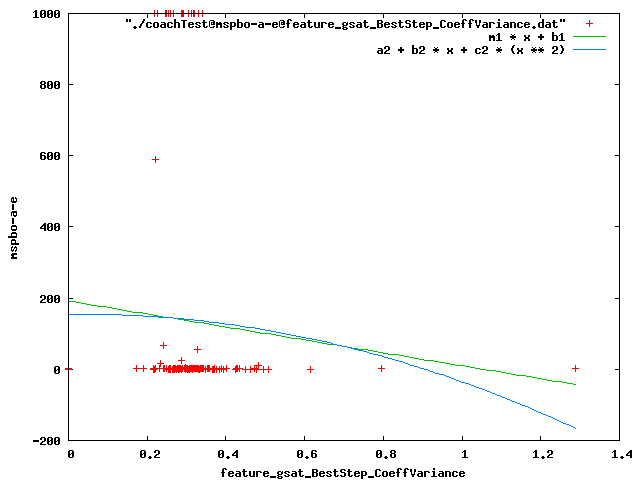 "./coachTest@mspbo-a-e@feature_gsat_BestStep_CoeffVariance.dat"
m1 * x + b1
a2 + b2 * x + c2 * (x ** 2)
1000
800
600
400
200
0
-200
mspbo-a-e
0 0.2 0.4 0.6 0.8 1 1.2 1.4
feature_gsat_BestStep_CoeffVariance